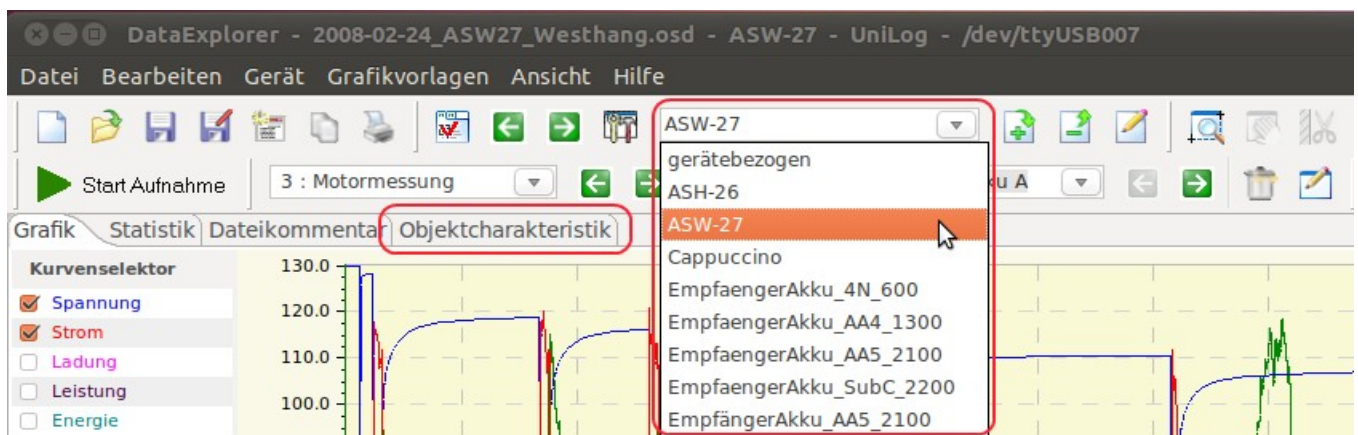 DataExplorer - 2008-02-24_ASW27_Westhang.osd - ASW-27 - UniLog - /dev/ttyUSB007
Datei Bearbeiten Gerät Grafikvorlagen Ansicht Hilfe
ASW-27
Start Aufnahme 3 : Motormessung u A
gerätebezogen
ASH-26
ASW-27
Cappuccino
EmpfaengerAkku_4N_600
EmpfaengerAkku_AA4_1300
EmpfaengerAkku_AA5_2100
EmpfaengerAkku_SubC_2200
EmpfängerAkku_AA5_2100
Grafik Statistik Dateikommentar Objektcharakteristik
Kurvenselektor
Spannung
Strom
Ladung
Leistung
Energie
130.0
120.0
110.0
100.0